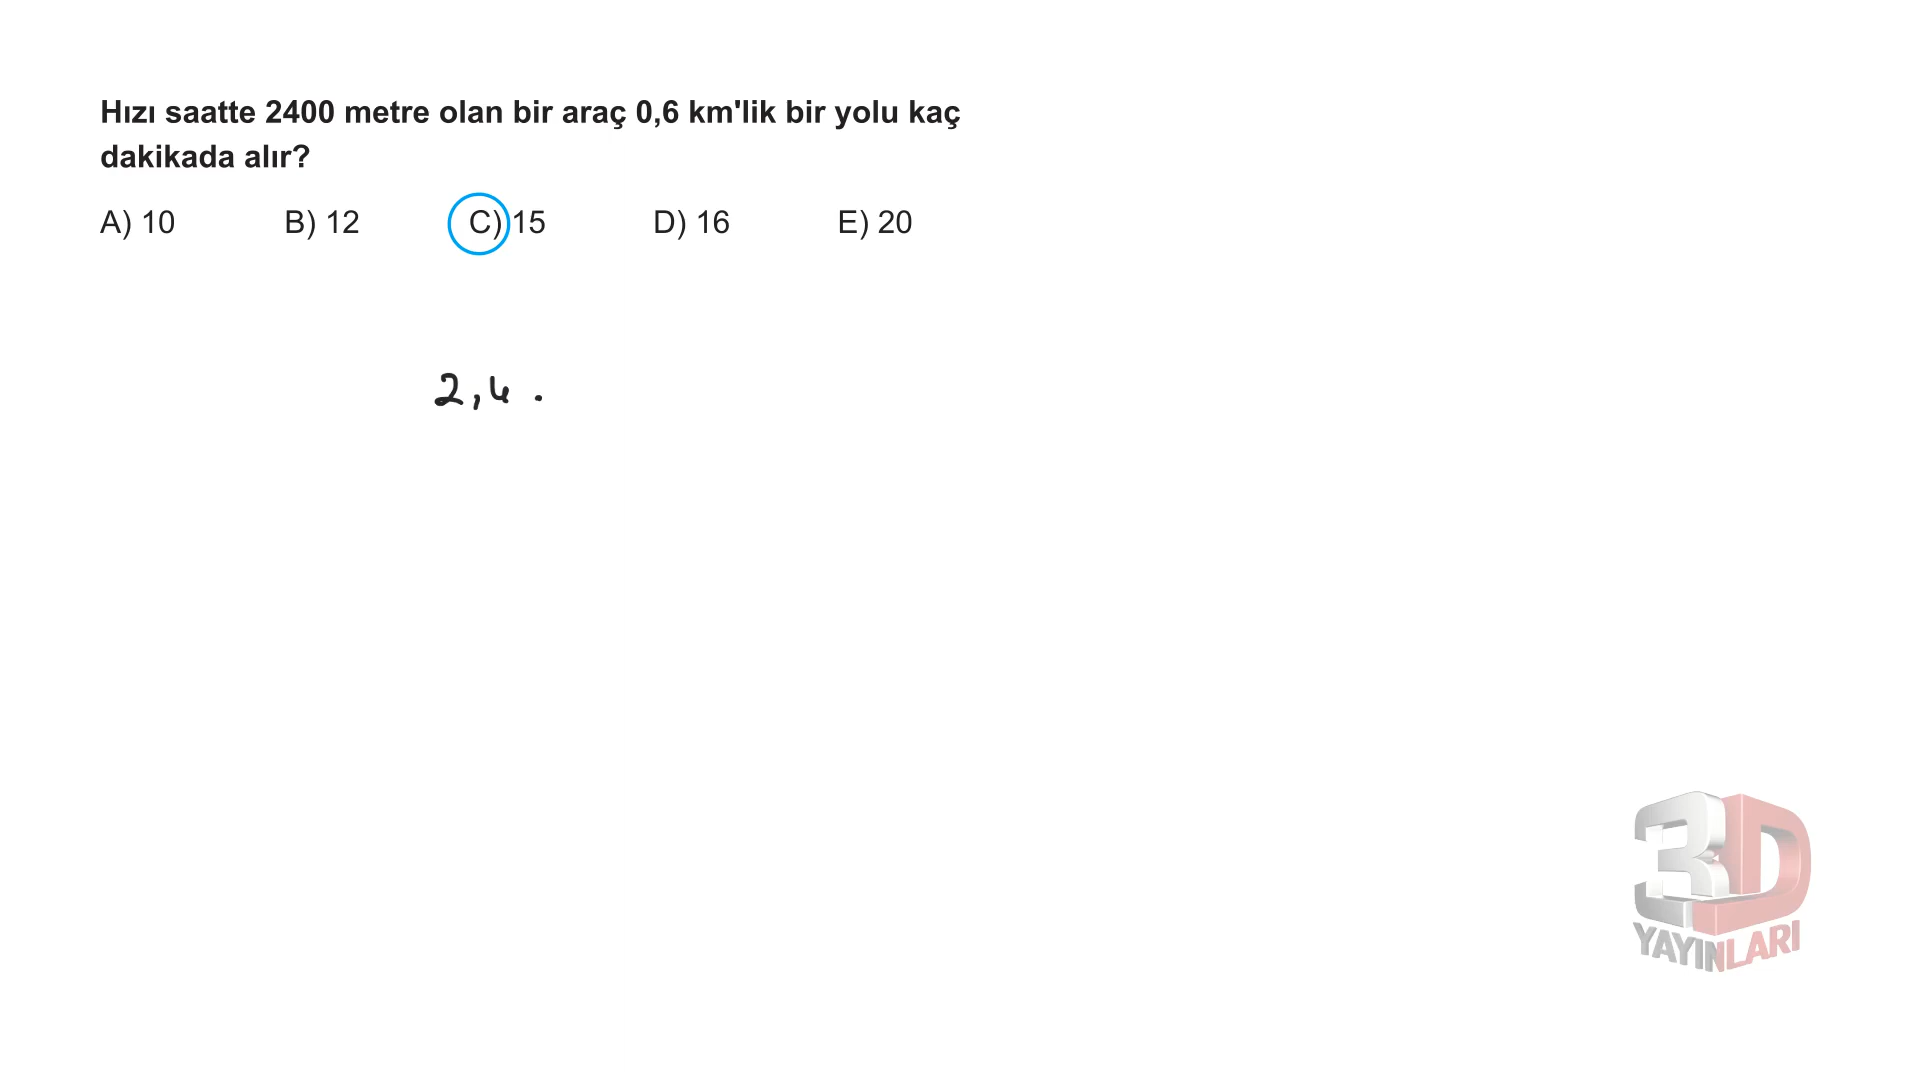 Hızı saatte 2400 metre olan bir araç 0,6 km'lik bir yolu kaç
dakikada alır?
A) 10 B) 12 C) 15 D) 16 E) 20
2,4 .
3D
YAYINLARI